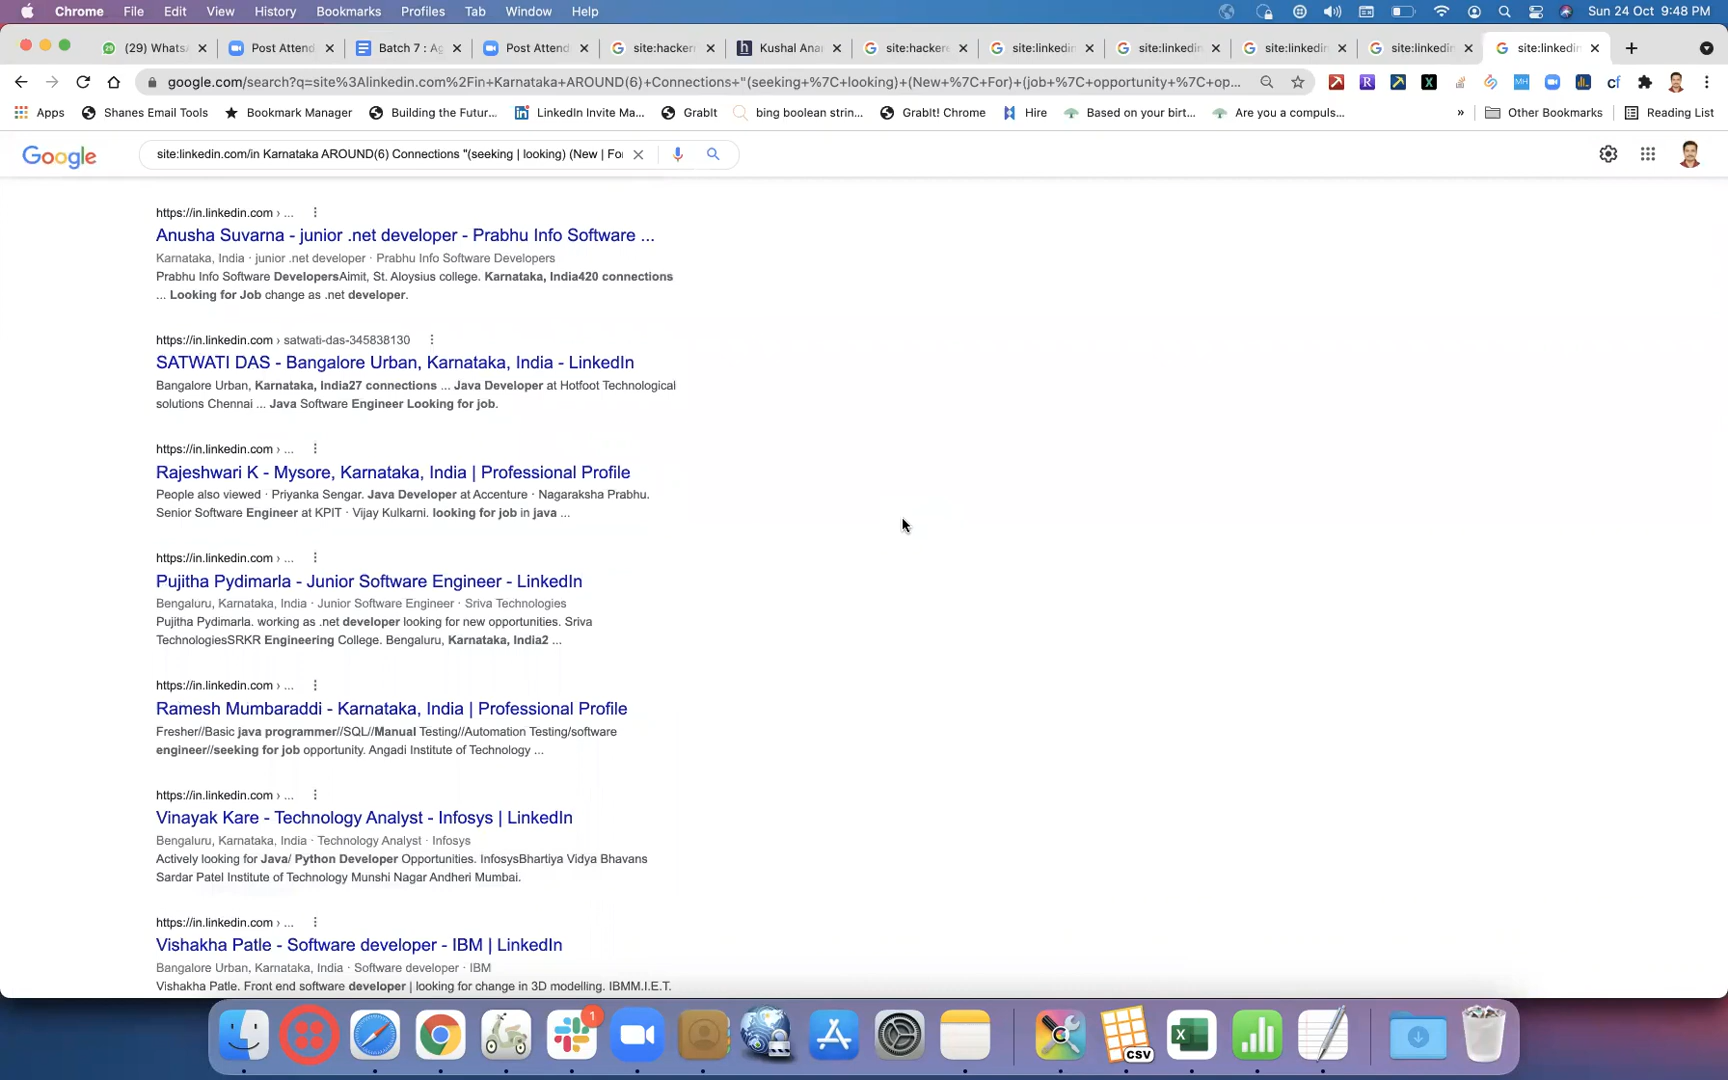 Chrome File Edit View History Bookmarks Profiles Tab Window Help Sun 24 Oct 9:48 PM
(29) Whats Post Attend Batch 7 : Ag Post Attend site:hackerr Kushal Anan site:hackere site:linkedin site:linkedin site:linkedin site:linkedin site:linkedin
google.com/search?q=site%3Alinkedin.com%2Fin+Karnataka+AROUND(6)+Connections+"(seeking+%7C+looking)+(New+%7C+For)+(job+%7C+opportunity+%7C+op...
Apps Shanes Email Tools Bookmark Manager Building the Futur... LinkedIn Invite Ma... GrabIt bing boolean strin... GrabIt! Chrome Hire Based on your birt... Are you a compuls... » Other Bookmarks Reading List
Google site:linkedin.com/in Karnataka AROUND(6) Connections "(seeking | looking) (New | Fo
https://in.linkedin.com › ...
Anusha Suvarna - junior .net developer - Prabhu Info Software ...
Karnataka, India · junior .net developer · Prabhu Info Software Developers
Prabhu Info Software DevelopersAimit, St. Aloysius college. Karnataka, India420 connections
... Looking for Job change as .net developer.
https://in.linkedin.com › satwati-das-345838130
SATWATI DAS - Bangalore Urban, Karnataka, India - LinkedIn
Bangalore Urban, Karnataka, India27 connections ... Java Developer at Hotfoot Technological
solutions Chennai ... Java Software Engineer Looking for job.
https://in.linkedin.com › ...
Rajeshwari K - Mysore, Karnataka, India | Professional Profile
People also viewed · Priyanka Sengar. Java Developer at Accenture · Nagaraksha Prabhu.
Senior Software Engineer at KPIT · Vijay Kulkarni. looking for job in java ...
https://in.linkedin.com › ...
Pujitha Pydimarla - Junior Software Engineer - LinkedIn
Bengaluru, Karnataka, India · Junior Software Engineer · Sriva Technologies
Pujitha Pydimarla. working as .net developer looking for new opportunities. Sriva
TechnologiesSRKR Engineering College. Bengaluru, Karnataka, India2 ...
https://in.linkedin.com › ...
Ramesh Mumbaraddi - Karnataka, India | Professional Profile
Fresher//Basic java programmer//SQL//Manual Testing//Automation Testing/software
engineer//seeking for job opportunity. Angadi Institute of Technology ...
https://in.linkedin.com › ...
Vinayak Kare - Technology Analyst - Infosys | LinkedIn
Bengaluru, Karnataka, India · Technology Analyst · Infosys
Actively looking for Java/ Python Developer Opportunities. InfosysBhartiya Vidya Bhavans
Sardar Patel Institute of Technology Munshi Nagar Andheri Mumbai.
https://in.linkedin.com › ...
Vishakha Patle - Software developer - IBM | LinkedIn
Bangalore Urban, Karnataka, India · Software developer · IBM
Vishakha Patle. Front end software developer | looking for change in 3D modelling. IBMM.I.E.T.
1
CSV